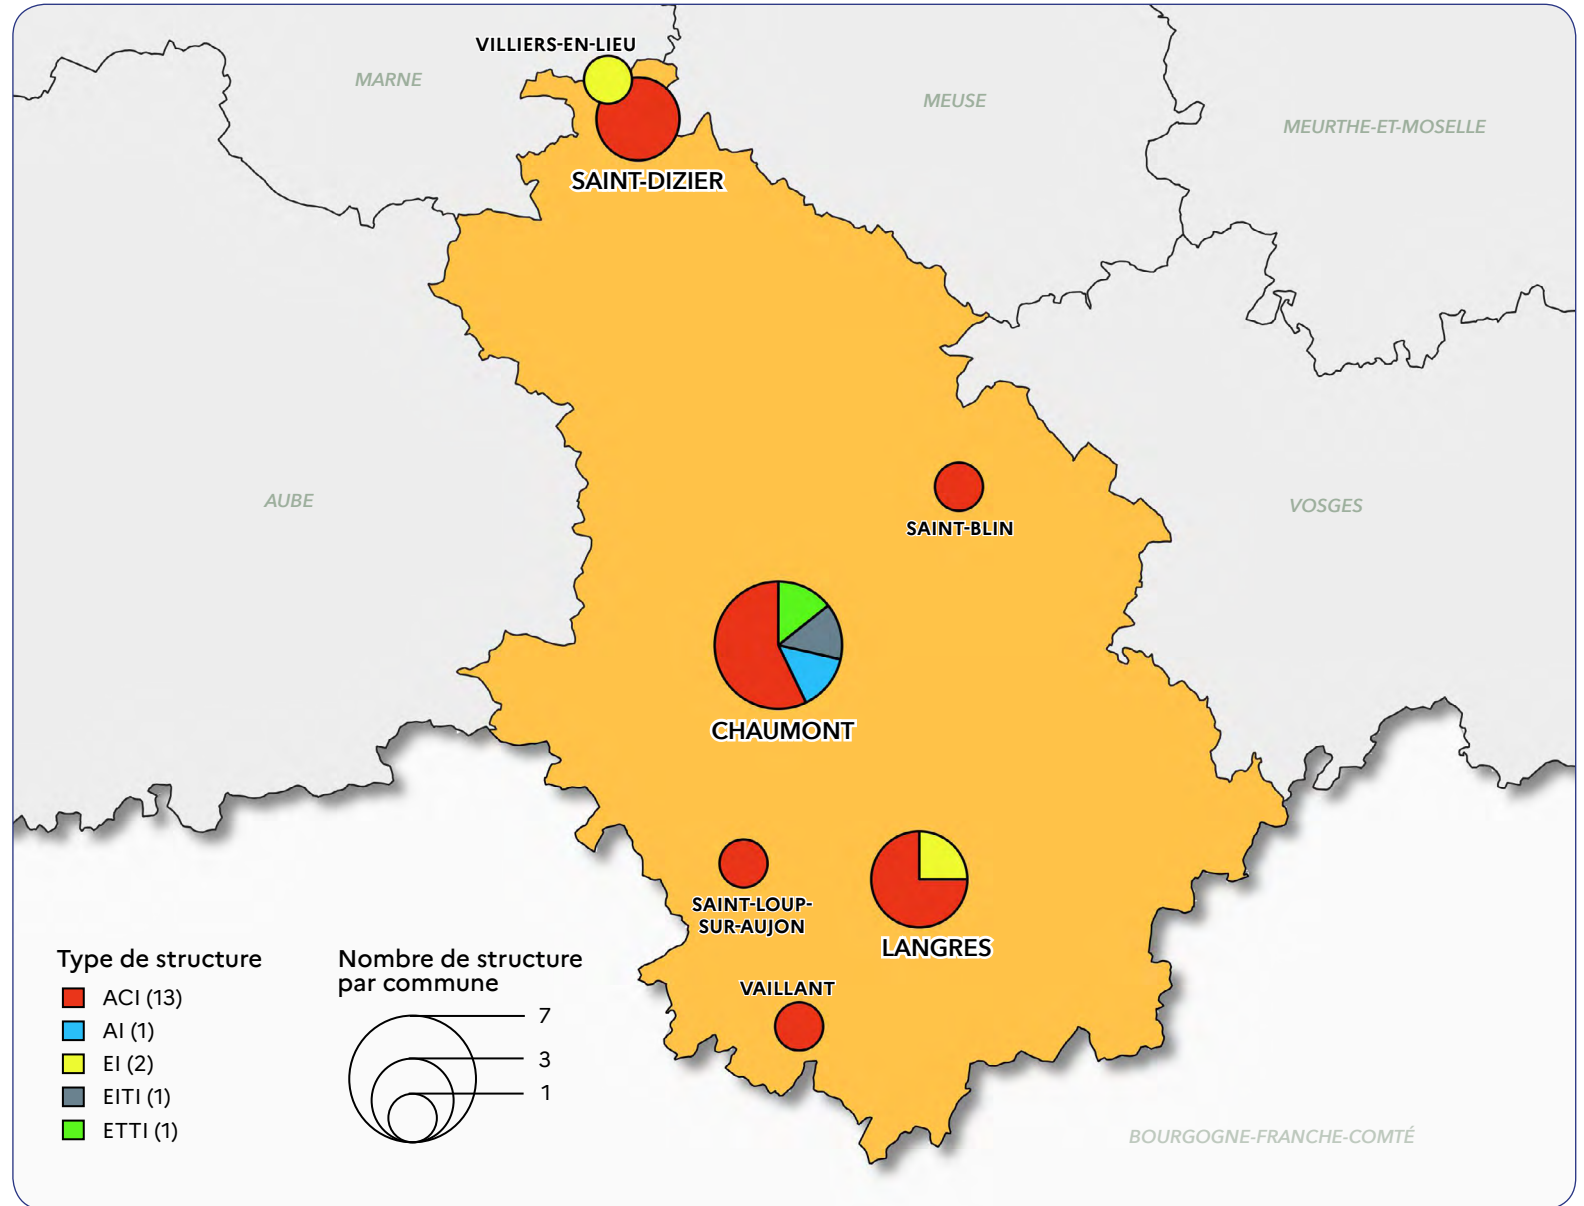 VILLIERS-EN-LIEU
MARNE
MEUSE
MEURTHE-ET-MOSELLE
SAINT-DIZIER
AUBE
VOSGES
SAINT-BLIN
CHAUMONT
SAINT-LOUP-
SUR-AUJON
LANGRES
VAILLANT
BOURGOGNE-FRANCHE-COMTÉ
Type de structure
ACI (13)
AI (1)
EI (2)
EITI (1)
ETTI (1)
Nombre de structure
par commune
7
3
1